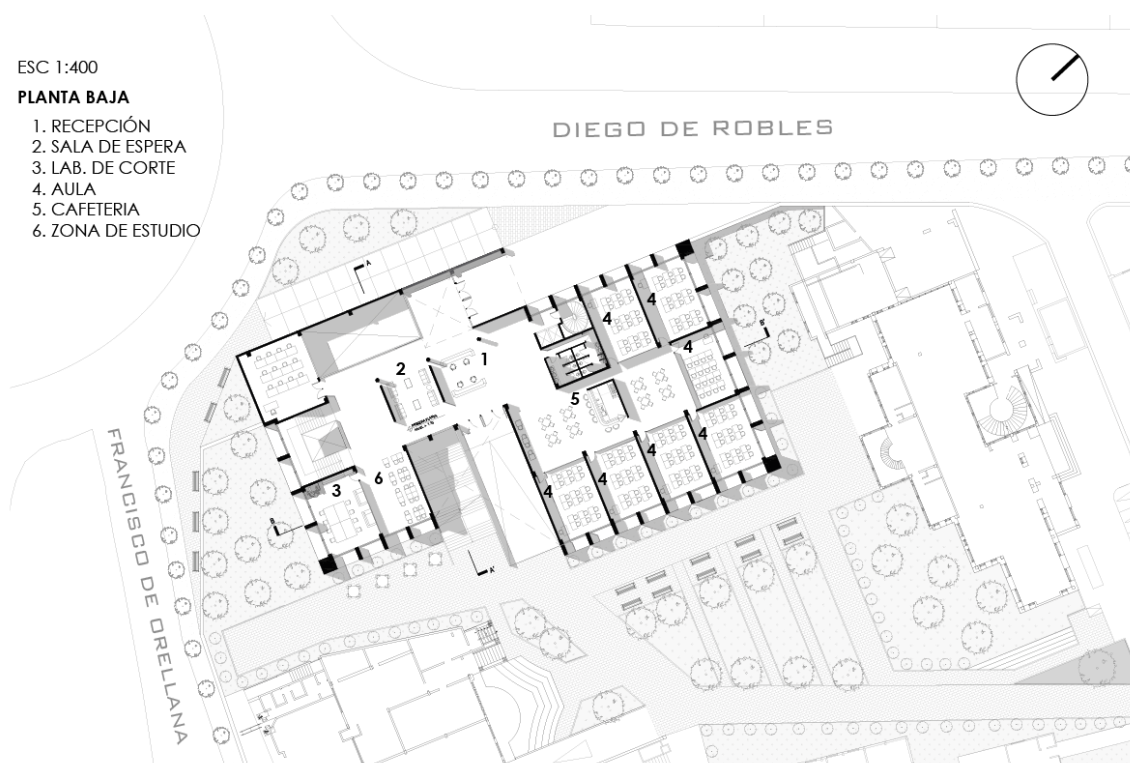 ESC 1:400
PLANTA BAJA
1. RECEPCIÓN
2. SALA DE ESPERA
3. LAB. DE CORTE
4. AULA
5. CAFETERIA
6. ZONA DE ESTUDIO
DIEGO DE ROBLES
FRANCISCO DE ORELLANA
A
4
4
B'
4
1
2
5
4
4
6
4
3
4
B
A'